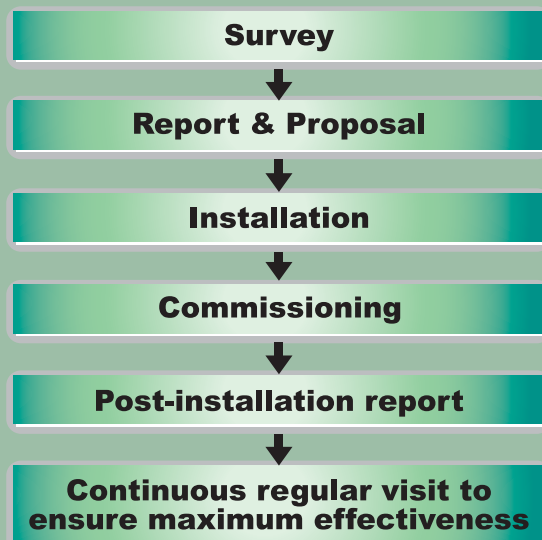 Survey
Report & Proposal
Installation
Commissioning
Post-installation report
Continuous regular visit to
ensure maximum effectiveness